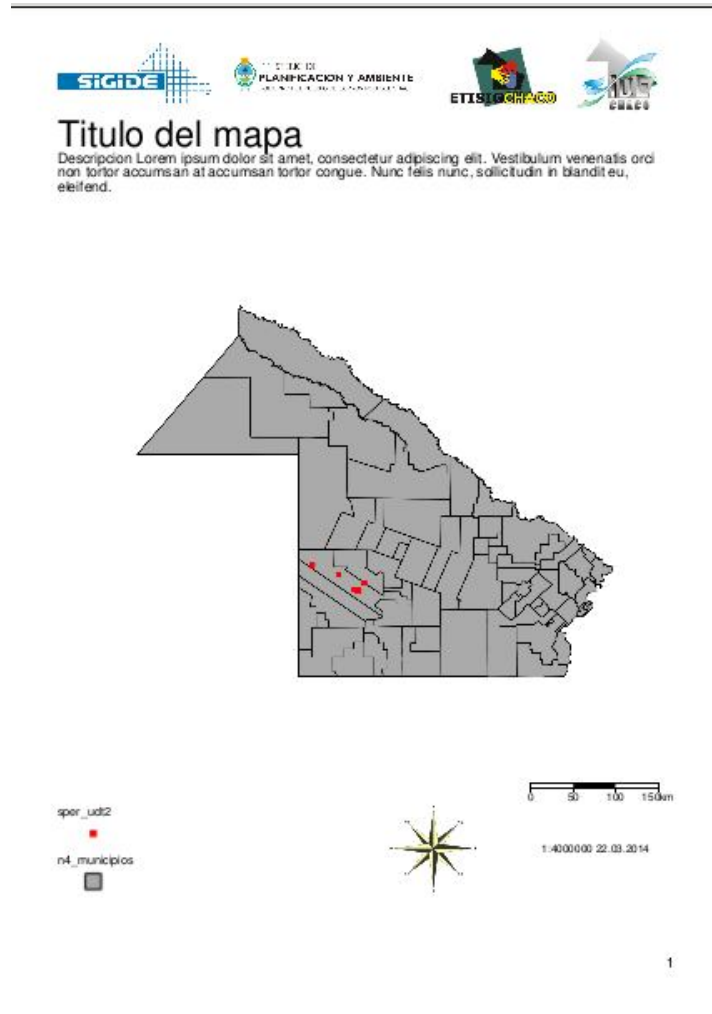 SIGIDE
PLANIFICACION Y AMBIENTE
ETISIGCHACO
IDE
CHACO
Titulo del mapa
Descripcion Lorem ipsum dolor sit amet, consectetur adipiscing elit. Vestibulum venenatis orci
non tortor accumsan at accumsan tortor congue. Nunc felis nunc, sollicitudin in blandit eu,
eleifend.
0 50 100 150km
sper_udt2
1:4000000 22.03.2014
n4_municipios
1